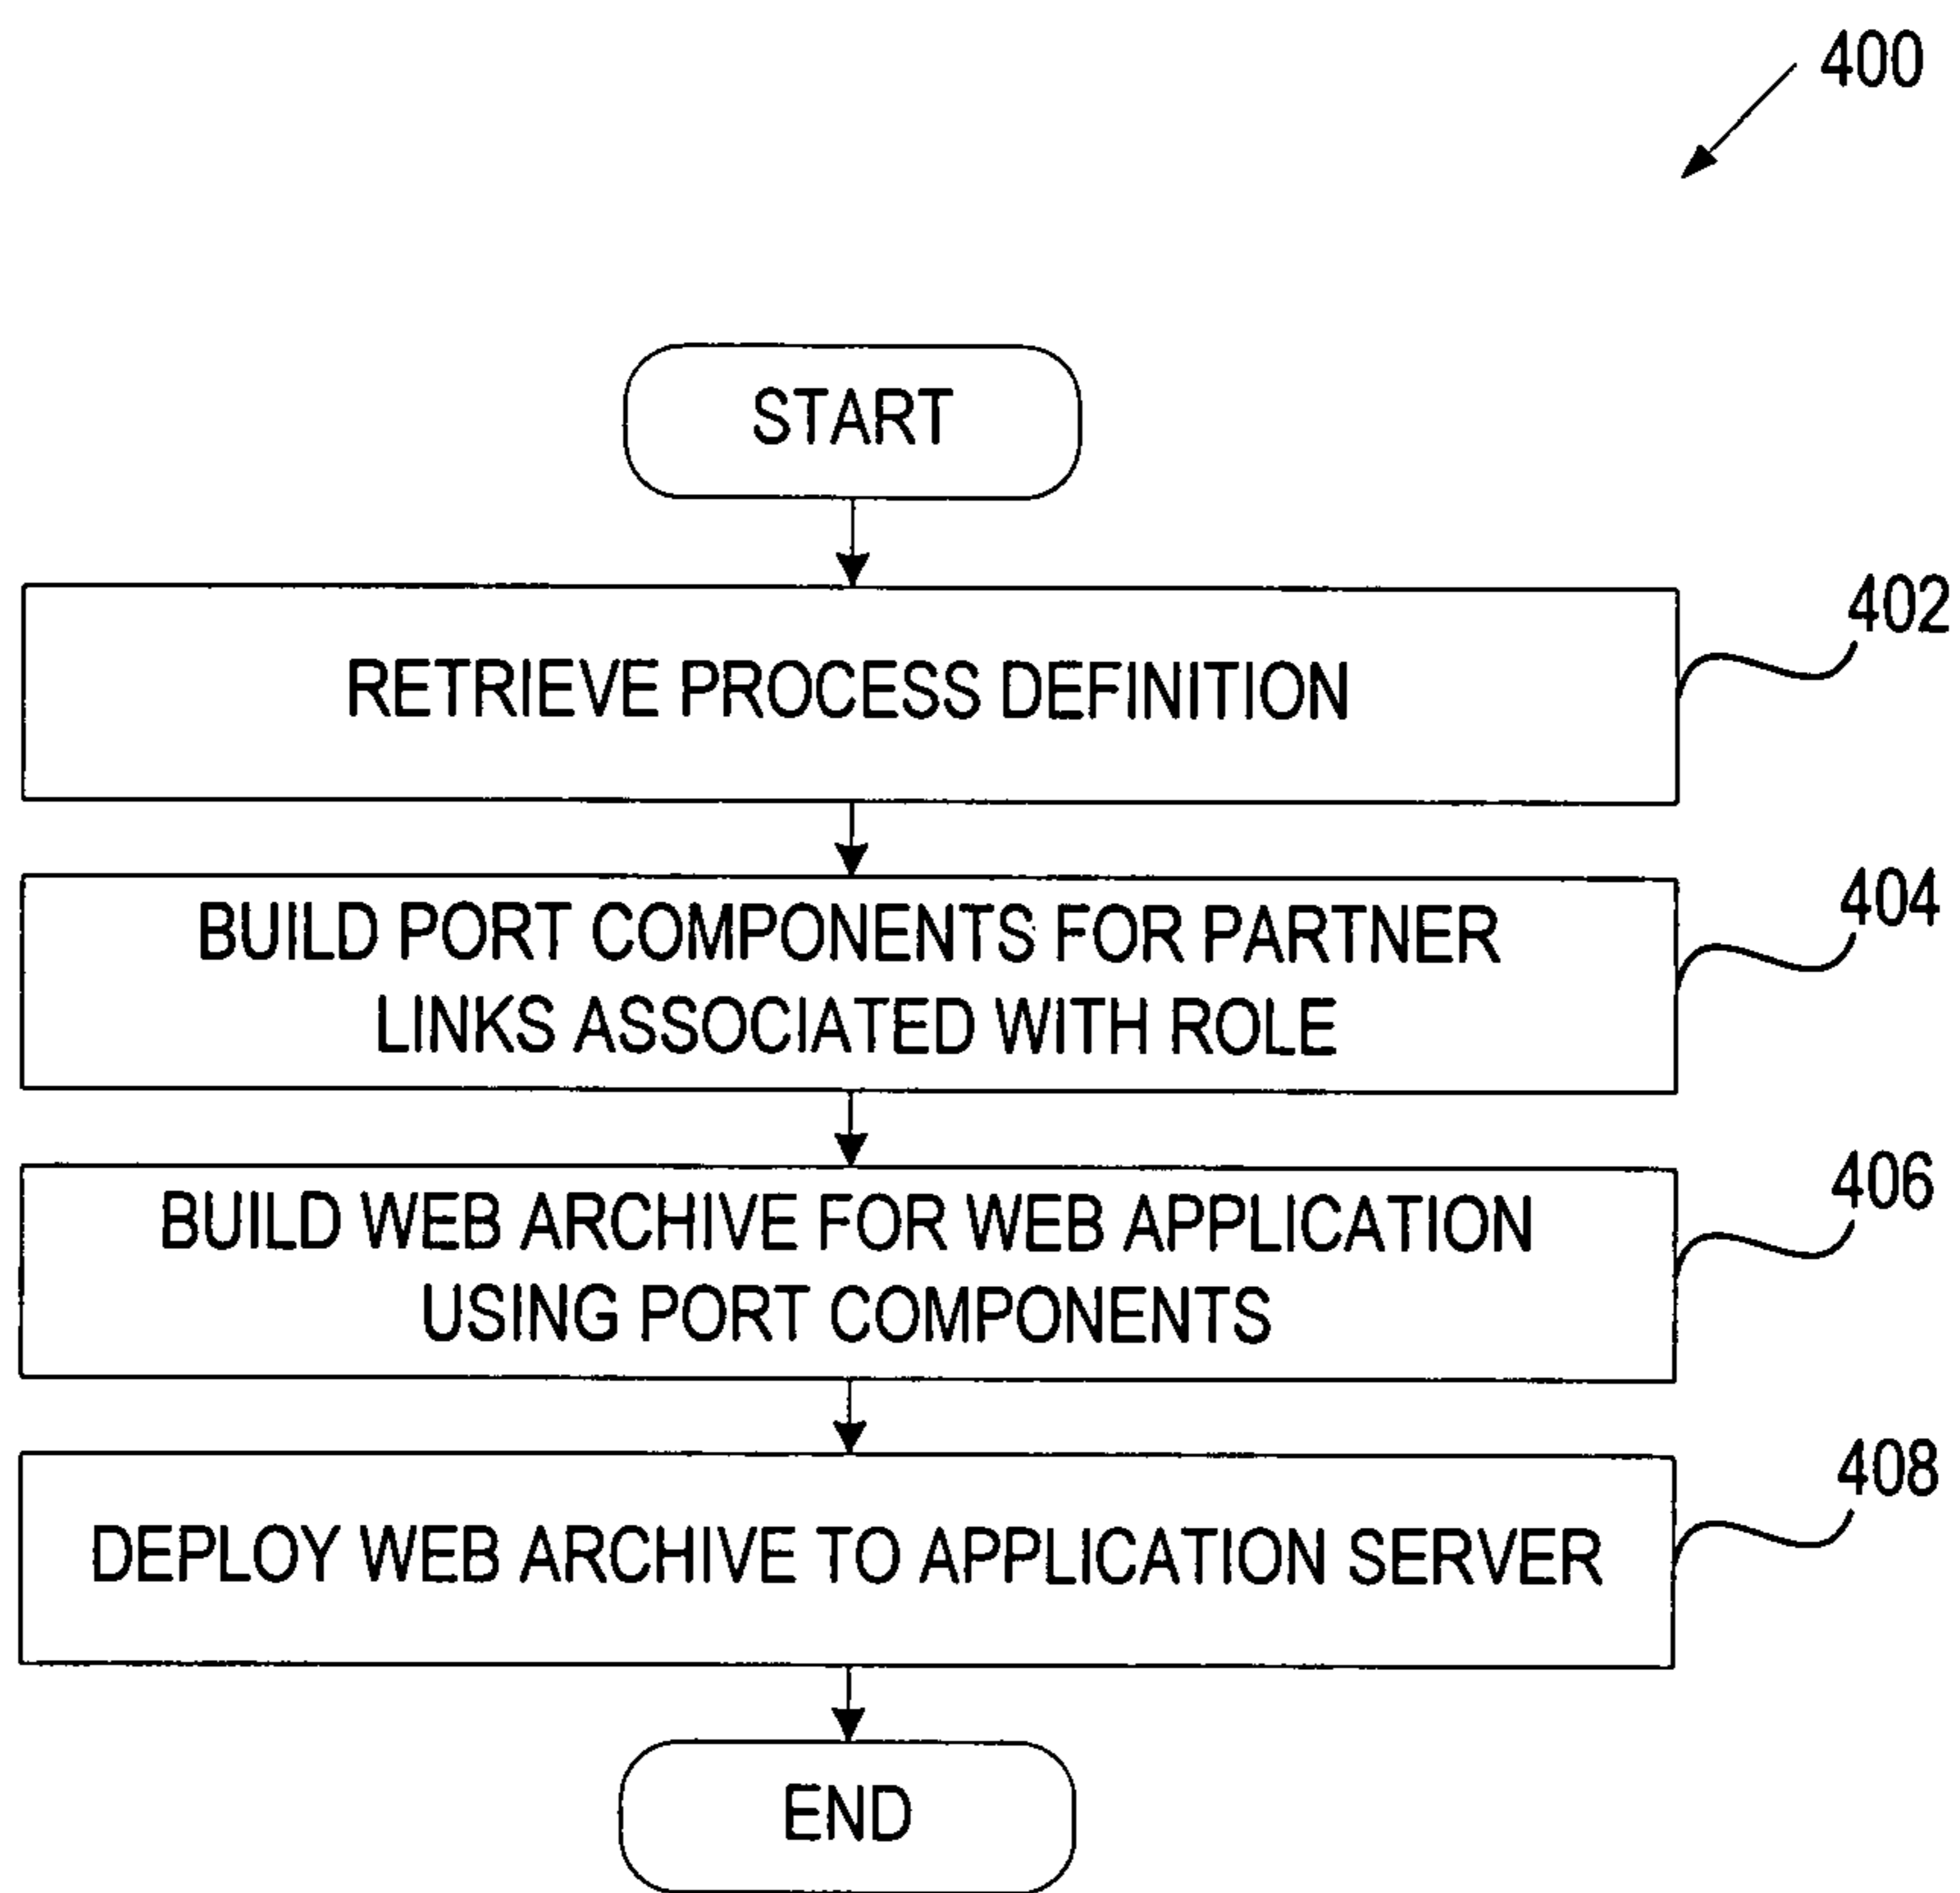 400
START
RETRIEVE PROCESS DEFINITION
402
BUILD PORT COMPONENTS FOR PARTNER
LINKS ASSOCIATED WITH ROLE
404
BUILD WEB ARCHIVE FOR WEB APPLICATION
USING PORT COMPONENTS
406
DEPLOY WEB ARCHIVE TO APPLICATION SERVER
408
END